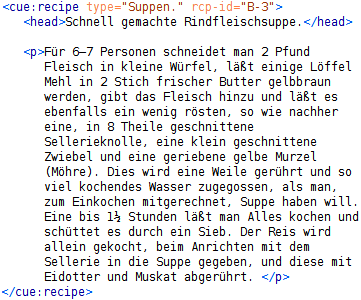 <cue:recipe type="Suppen." rcp-id="B-3">
<head>Schnell gemachte Rindfleischsuppe.</head>
<p>Für 6–7 Personen schneidet man 2 Pfund
Fleisch in kleine Würfel, läßt einige Löffel
Mehl in 2 Stich frischer Butter gelbbraun
werden, gibt das Fleisch hinzu und läßt es
ebenfalls ein wenig rösten, so wie nachher
eine, in 8 Theile geschnittene
Sellerieknolle, eine klein geschnittene
Zwiebel und eine geriebene gelbe Murzel
(Möhre). Dies wird eine Weile gerührt und so
viel kochendes Wasser zugegossen, als man,
zum Einkochen mitgerechnet, Suppe haben will.
Eine bis 1½ Stunden läßt man Alles kochen und
schüttet es durch ein Sieb. Der Reis wird
allein gekocht, beim Anrichten mit dem
Sellerie in die Suppe gegeben, und diese mit
Eidotter und Muskat abgerührt. </p>
</cue:recipe>